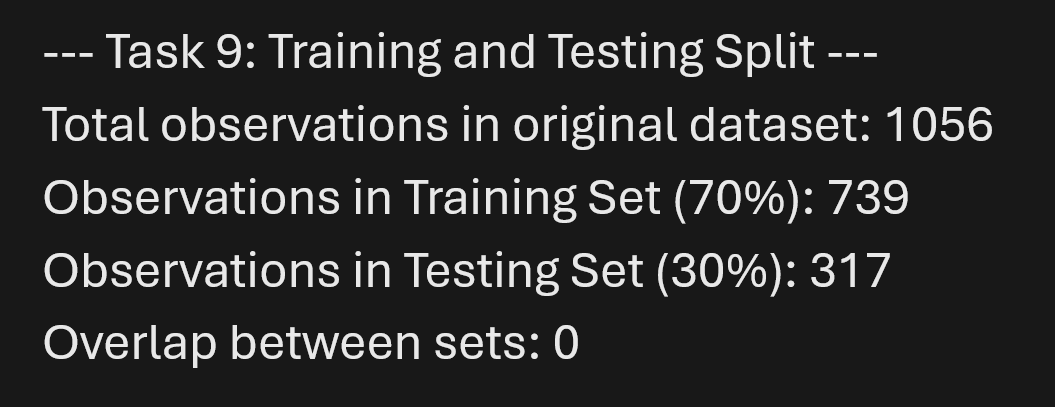 --- Task 9: Training and Testing Split ---
Total observations in original dataset: 1056
Observations in Training Set (70%): 739
Observations in Testing Set (30%): 317
Overlap between sets: 0